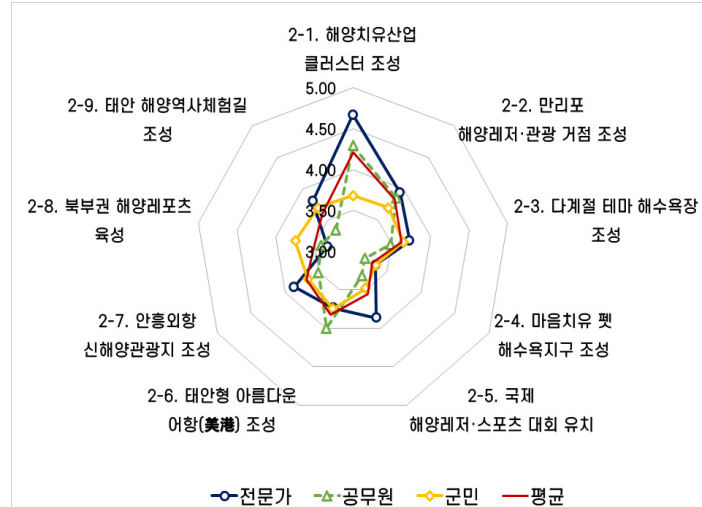 2-1. 해양치유산업
클러스터 조성
5.00
4.50
4.00
3.50
3.00
2-2. 만리포
해양레저·관광 거점 조성
2-3. 다계절 테마 해수욕장
조성
2-4. 마음치유 펫
해수욕지구 조성
2-5. 국제
해양레저·스포츠 대회 유치
2-6. 태안형 아름다운
어항(美港) 조성
2-7. 안흥외항
신해양관광지 조성
2-8. 북부권 해양레포츠
육성
2-9. 태안 해양역사체험길
조성
전문가 공무원 군민 평균